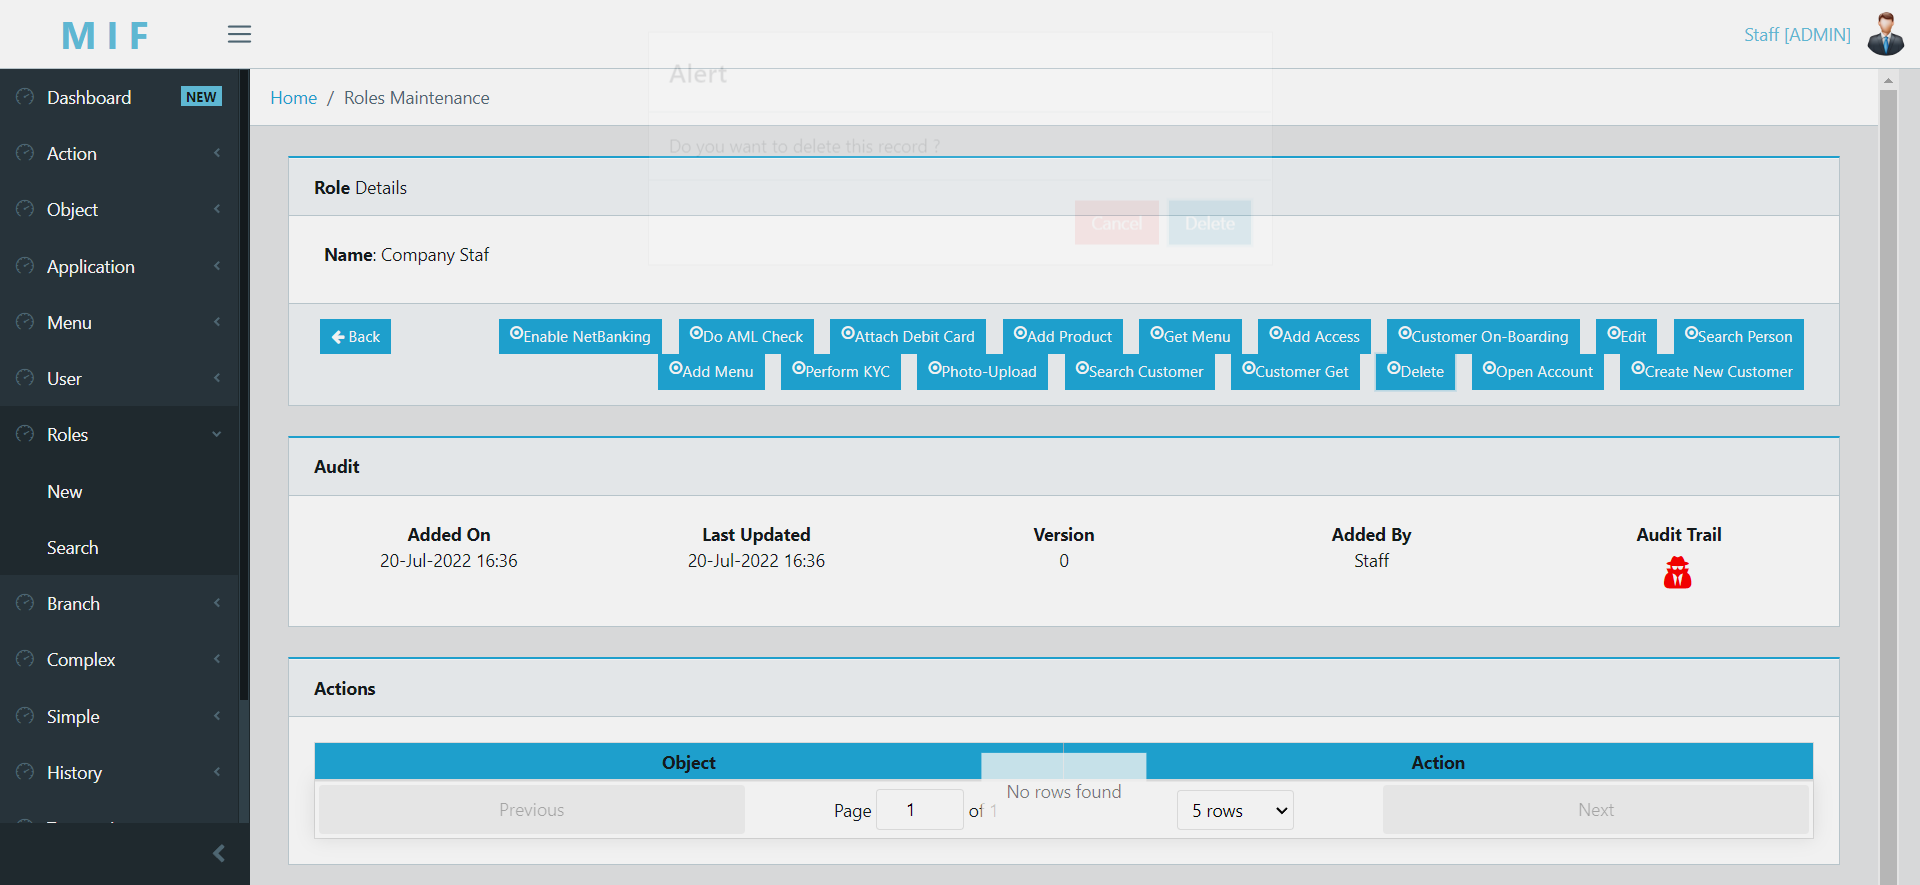 MIF
Staff [ADMIN]
Dashboard NEW
Action
Object
Application
Menu
User
Roles
New
Search
Branch
Complex
Simple
History
Home / Roles Maintenance
Alert
Do you want to delete this record ?
Cancel Delete
Role Details
Name: Company Staf
Back Enable NetBanking Do AML Check Attach Debit Card Add Product Get Menu Add Access Customer On-Boarding Edit Search Person
Add Menu Perform KYC Photo-Upload Search Customer Customer Get Delete Open Account Create New Customer
Audit
Added On Last Updated Version Added By Audit Trail
20-Jul-2022 16:36 20-Jul-2022 16:36 0 Staff
Actions
Object Action
No rows found
Previous Page 1 of 1 5 rows Next